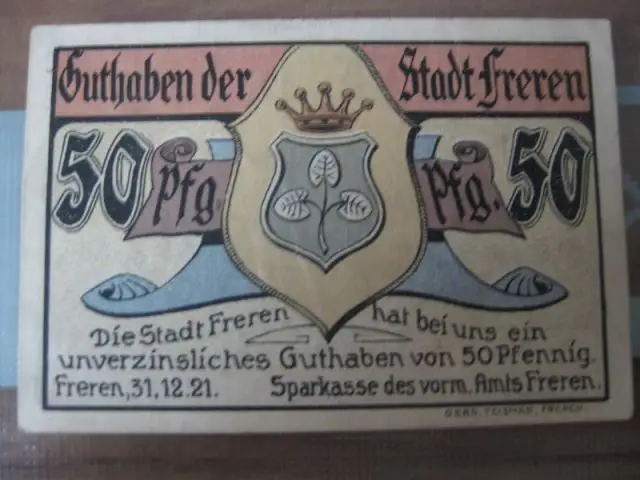 Guthaben der Stadt Freren
50 Pfg. Pfg. 50
Die Stadt Freren hat bei uns ein
unverzinsliches Guthaben von 50 Pfennig.
Freren, 31.12.21. Sparkasse des vorm. Amts Freren.